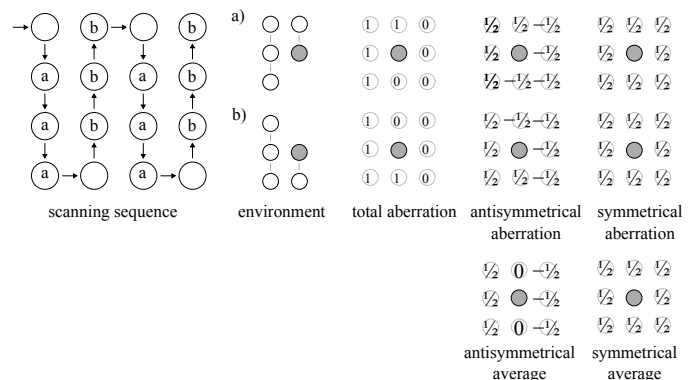 b b
a b a b
a b a b
a a
scanning sequence
a)
b)
environment
1 1 0
1 0
1 0 0
1 0 0
1 0
1 1 0
total aberration
½ ½ −½
½ −½
½ −½ −½
½ −½ −½
½ −½
½ ½ −½
antisymmetrical
aberration
½ ½ ½
½ ½
½ ½ ½
½ ½ ½
½ ½
½ ½ ½
symmetrical
aberration
½ 0 −½
½ −½
½ 0 −½
antisymmetrical
average
½ ½ ½
½ ½
½ ½ ½
symmetrical
average